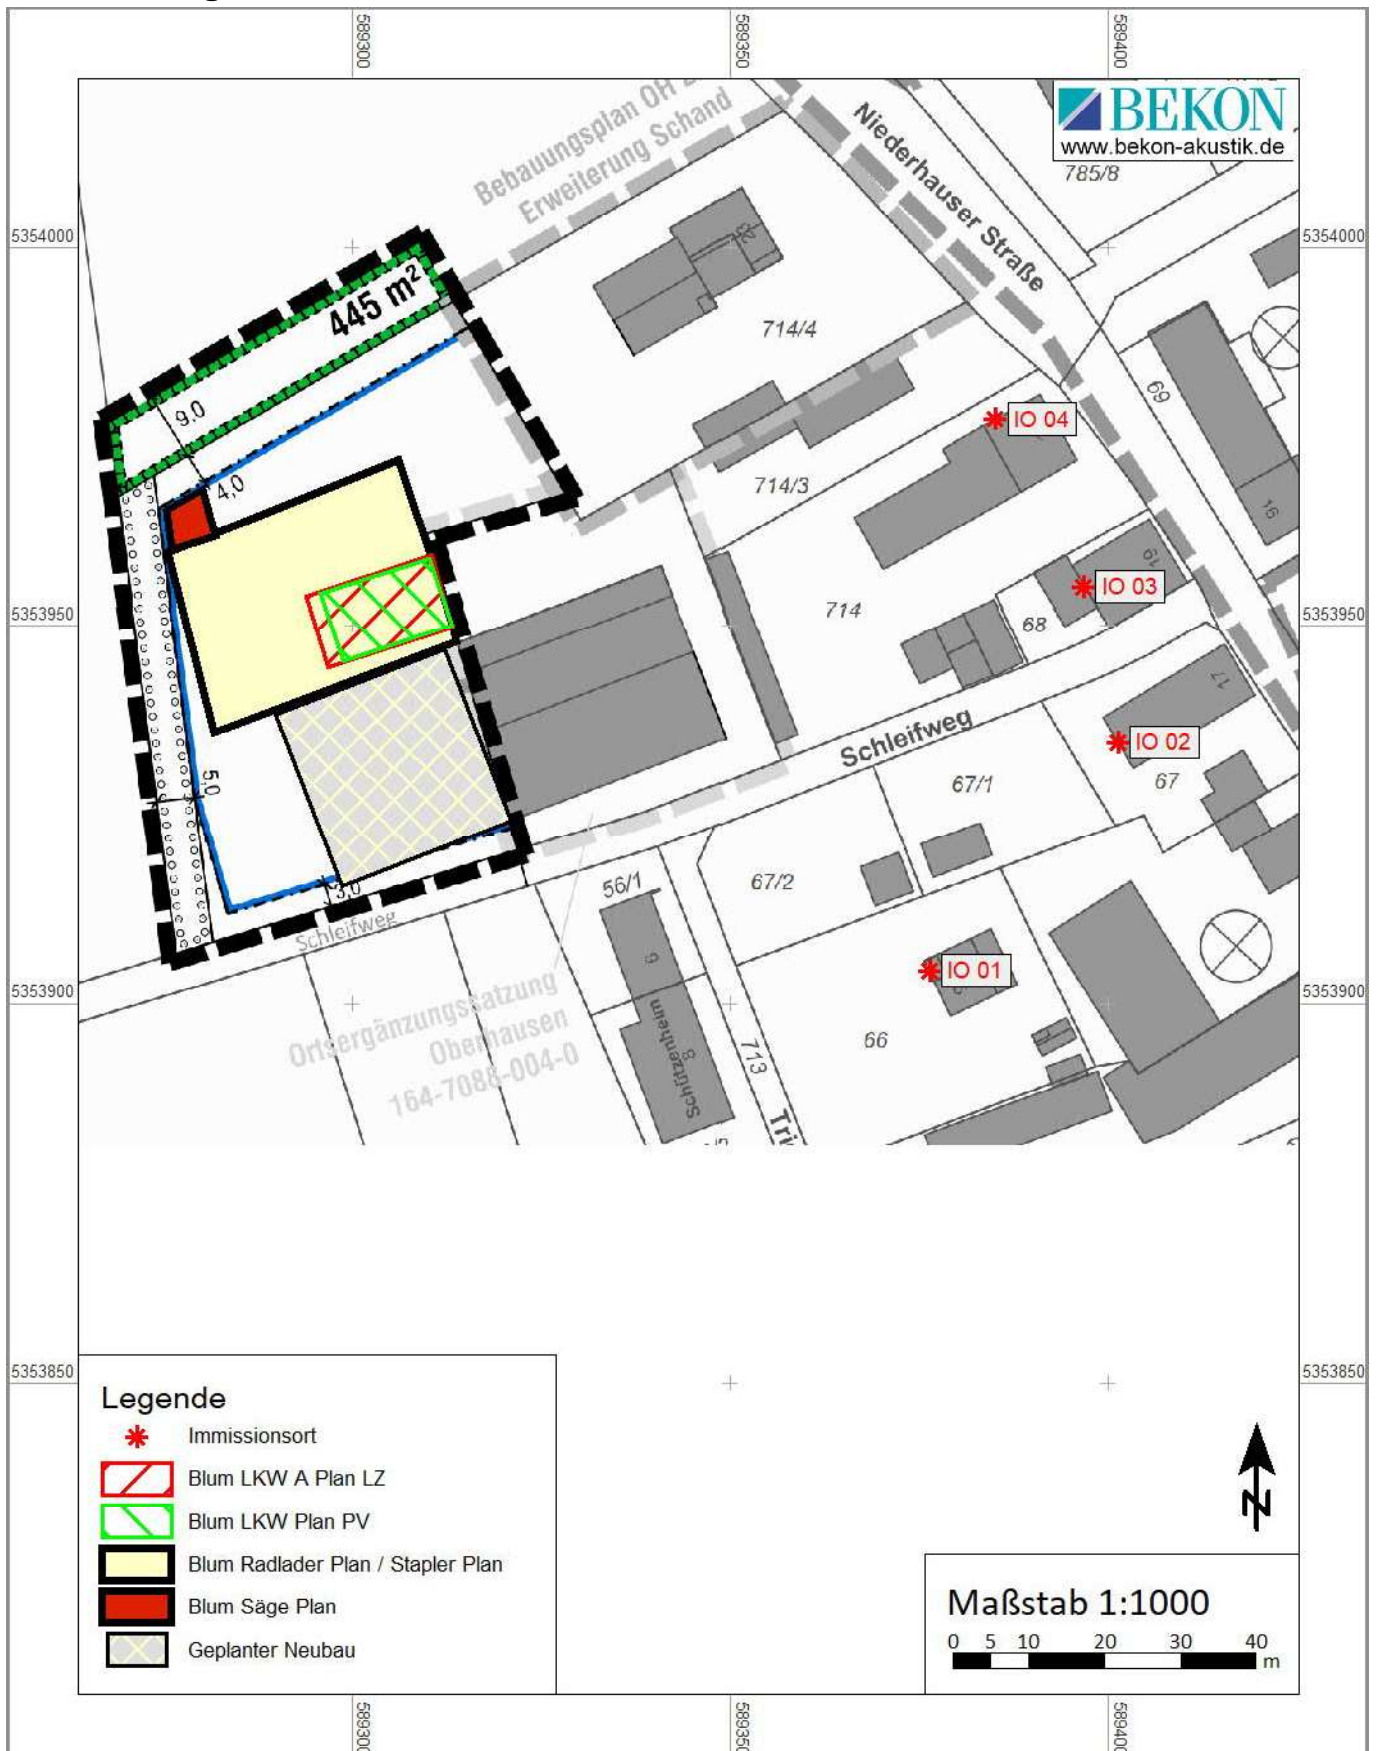 589300
589350
589400
BEKON
www.bekon-akustik.de
785/8
Bebauungsplan OH
Erweiterung Schand
Niederhauser Straße
5354000
5354000
445 m²
23
714/4
9,0
4,0
69
IO 04
714/3
16
19
IO 03
5353950
5353950
714
68
17
Schleifweg
IO 02
5,0
67/1
67
67/2
56/1
3,0
Schleifweg
6
IO 01
5353900
5353900
Ortsergänzungssatzung
Oberhausen
164-7088-004-0
Schützenheim
8
713
66
Tri
5353850
5353850
Legende
Immissionsort
Blum LKW A Plan LZ
Blum LKW Plan PV
Blum Radlader Plan / Stapler Plan
Blum Säge Plan
Geplanter Neubau
N
Maßstab 1:1000
0 5 10 20 30 40
m
589300
589350
589400